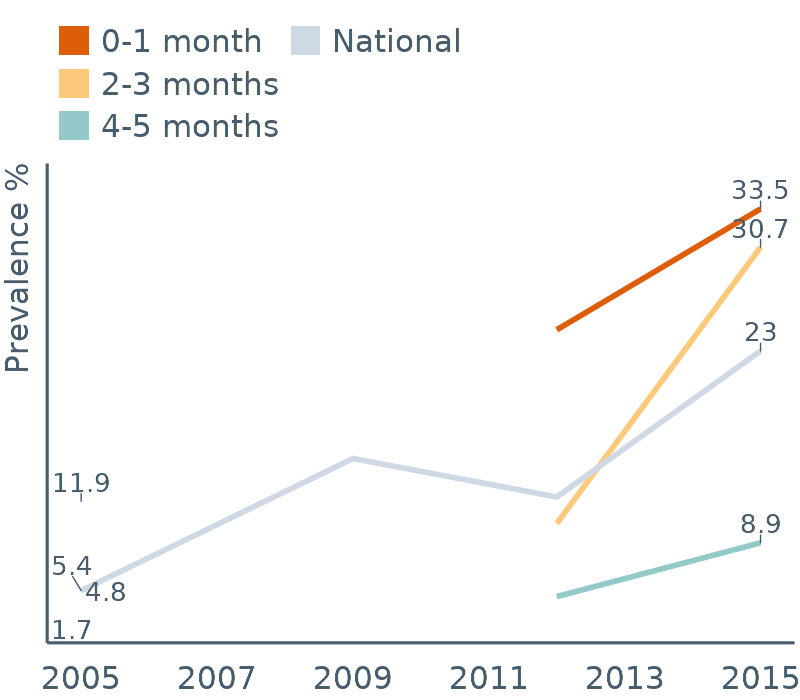 0-1 month
National
2-3 months
4-5 months
Prevalence %
33.5
30.7
23
11.9
8.9
5.4
4.8
1.7
2005 2007 2009 2011 2013 2015